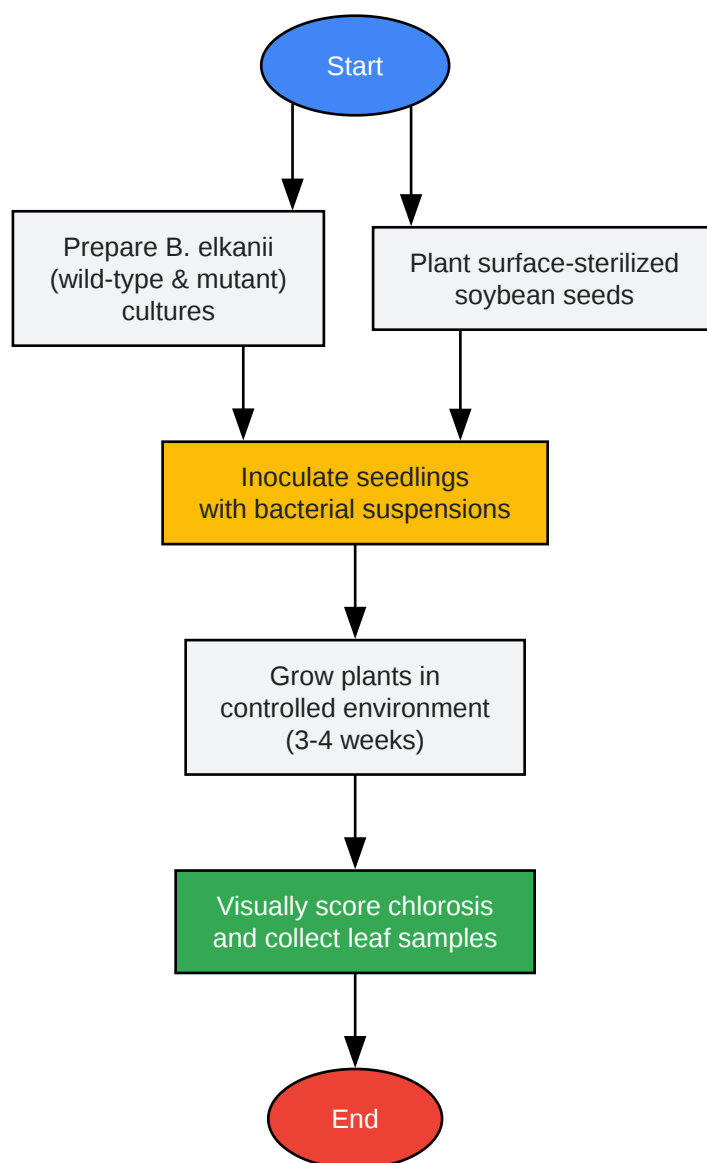 Start
Prepare B. elkanii
(wild-type & mutant)
cultures
Plant surface-sterilized
soybean seeds
Inoculate seedlings
with bacterial suspensions
Grow plants in
controlled environment
(3-4 weeks)
Visually score chlorosis
and collect leaf samples
End